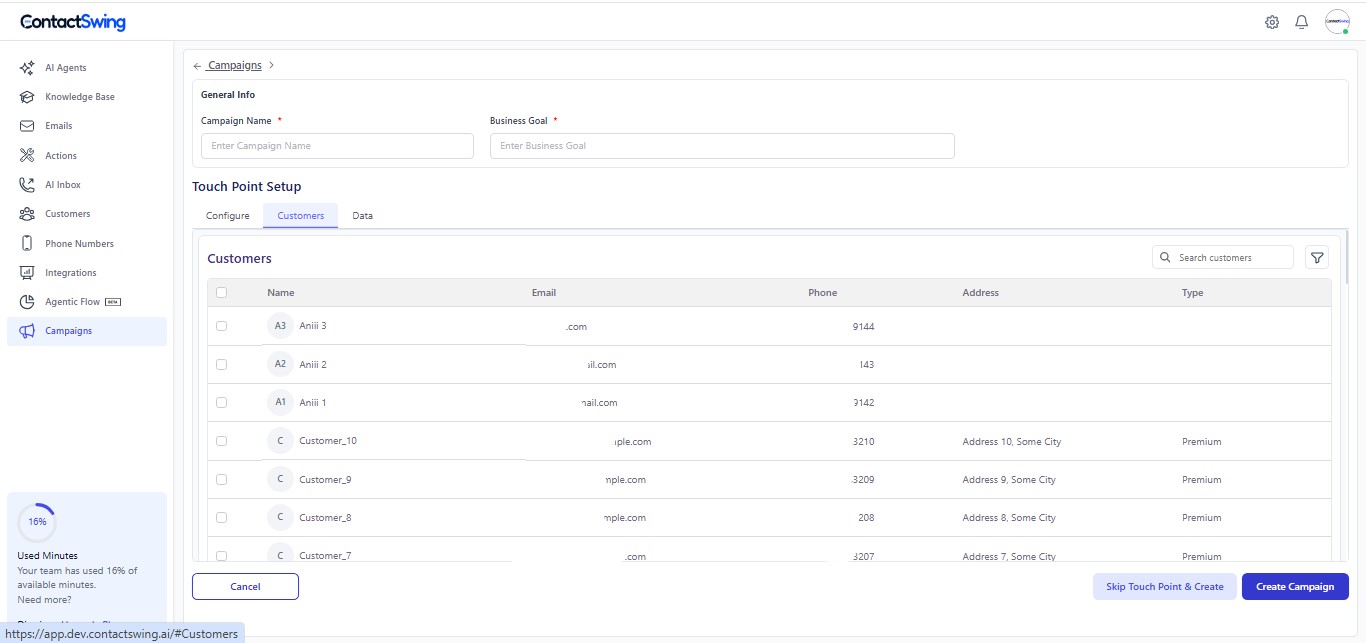 ContactSwing
AI Agents
Knowledge Base
Emails
Actions
AI Inbox
Customers
Phone Numbers
Integrations
Agentic Flow BETA
Campaigns
16%
Used Minutes
Your team has used 16% of
available minutes.
Need more?
https://app.dev.contactswing.ai/#Customers
← Campaigns >
General Info
Campaign Name * Business Goal *
Enter Campaign Name Enter Business Goal
Touch Point Setup
Configure Customers Data
Customers Search customers
Name Email Phone Address Type
A3 Aniii 3 .com 9144
A2 Aniii 2 il.com 143
A1 Aniii 1 nail.com 9142
C Customer_10 ple.com 3210 Address 10, Some City Premium
C Customer_9 mple.com 3209 Address 9, Some City Premium
C Customer_8 mple.com 208 Address 8, Some City Premium
C Customer_7 .com 3207 Address 7, Some City Premium
Cancel Skip Touch Point & Create Create Campaign